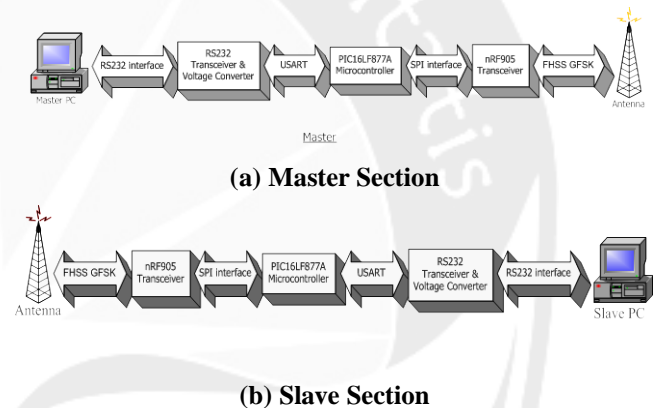 Master PC
RS232 interface
RS232
Transceiver &
Voltage Converter
USART
PIC16LF877A
Microcontroller
SPI interface
nRF905
Transceiver
FHSS GFSK
Antenna
Master
(a) Master Section
Antenna
FHSS GFSK
nRF905
Transceiver
SPI interface
PIC16LF877A
Microcontroller
USART
RS232
Transceiver &
Voltage Converter
RS232 interface
Slave PC
(b) Slave Section